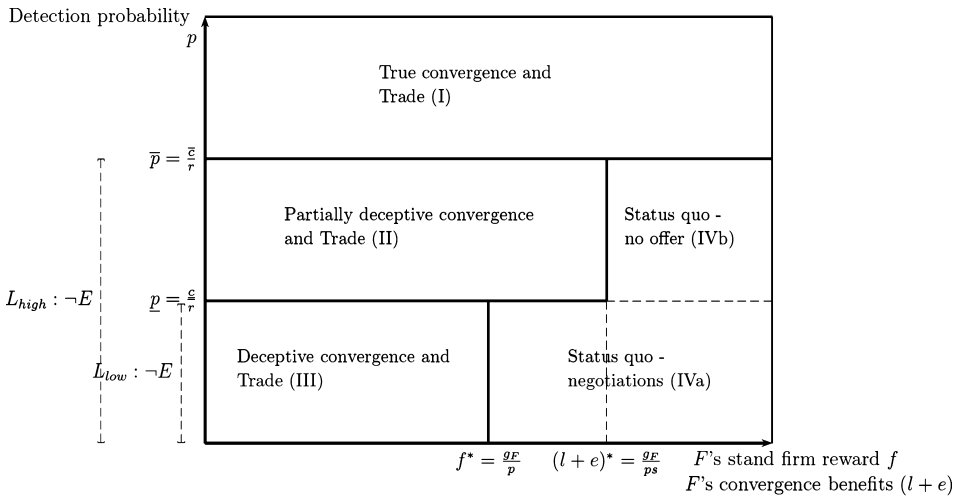 Detection probability
p
True convergence and
Trade (I)
p̅ = c̅/r
Partially deceptive convergence
and Trade (II)
Status quo -
no offer (IVb)
L_high : ¬E
p̲ = c̲/r
Deceptive convergence and
Trade (III)
Status quo -
negotiations (IVa)
L_low : ¬E
f* = g_F/p
(l + e)* = g_F/ps
F's stand firm reward f
F's convergence benefits (l + e)